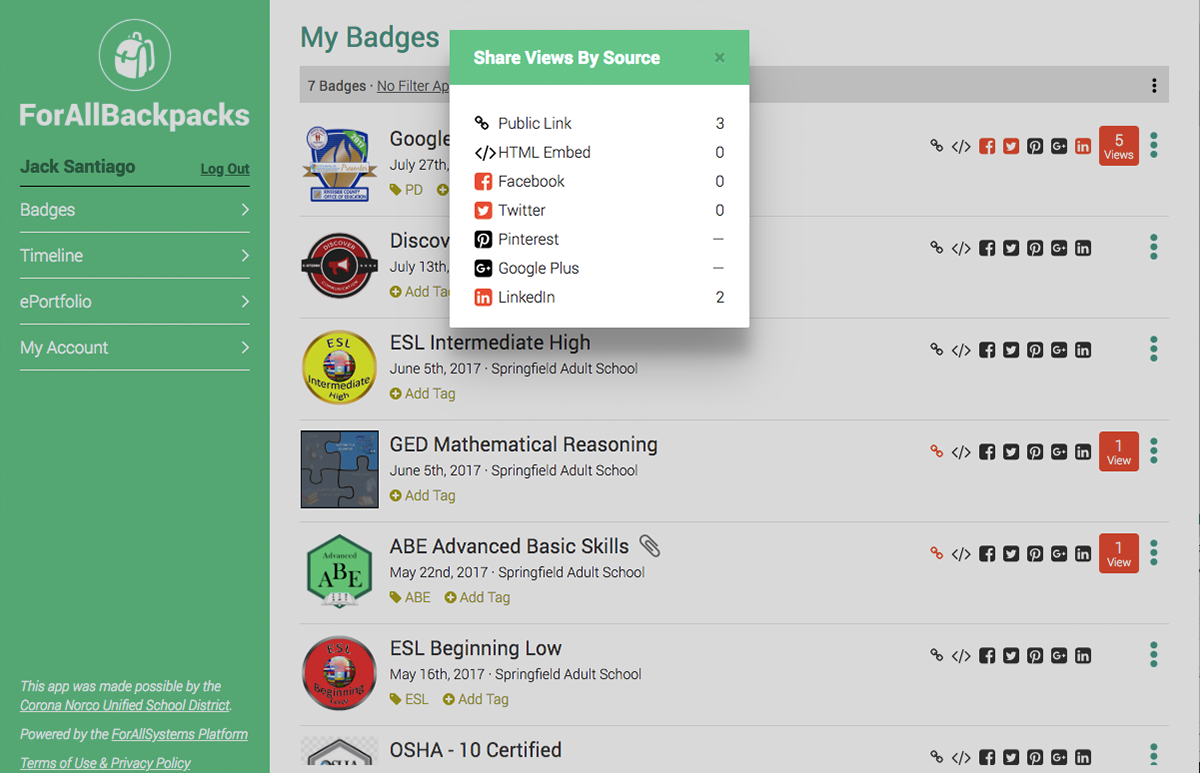 ForAllBackpacks
Jack Santiago Log Out
Badges
Timeline
ePortfolio
My Account
This app was made possible by the
Corona Norco Unified School District.
Powered by the ForAllSystems Platform
Terms of Use & Privacy Policy
My Badges
7 Badges · No Filter Ap
Share Views By Source ×
Public Link 3
HTML Embed 0
Facebook 0
Twitter 0
Pinterest —
Google Plus —
LinkedIn 2
Google
July 27th,
PD
5
Views
2017
RIVERSIDE COUNTY
OFFICE OF EDUCATION
Discov
July 13th,
Add Ta
DISCOVER
COMMUNICATION
ESL Intermediate High
June 5th, 2017 · Springfield Adult School
Add Tag
ESL
Intermediate
High
GED Mathematical Reasoning
June 5th, 2017 · Springfield Adult School
Add Tag
1
View
ABE Advanced Basic Skills
May 22nd, 2017 · Springfield Adult School
ABE Add Tag
1
View
Advanced
ABE
ESL Beginning Low
May 16th, 2017 · Springfield Adult School
ESL Add Tag
ESL
Beginning
Low
OSHA - 10 Certified
OSHA